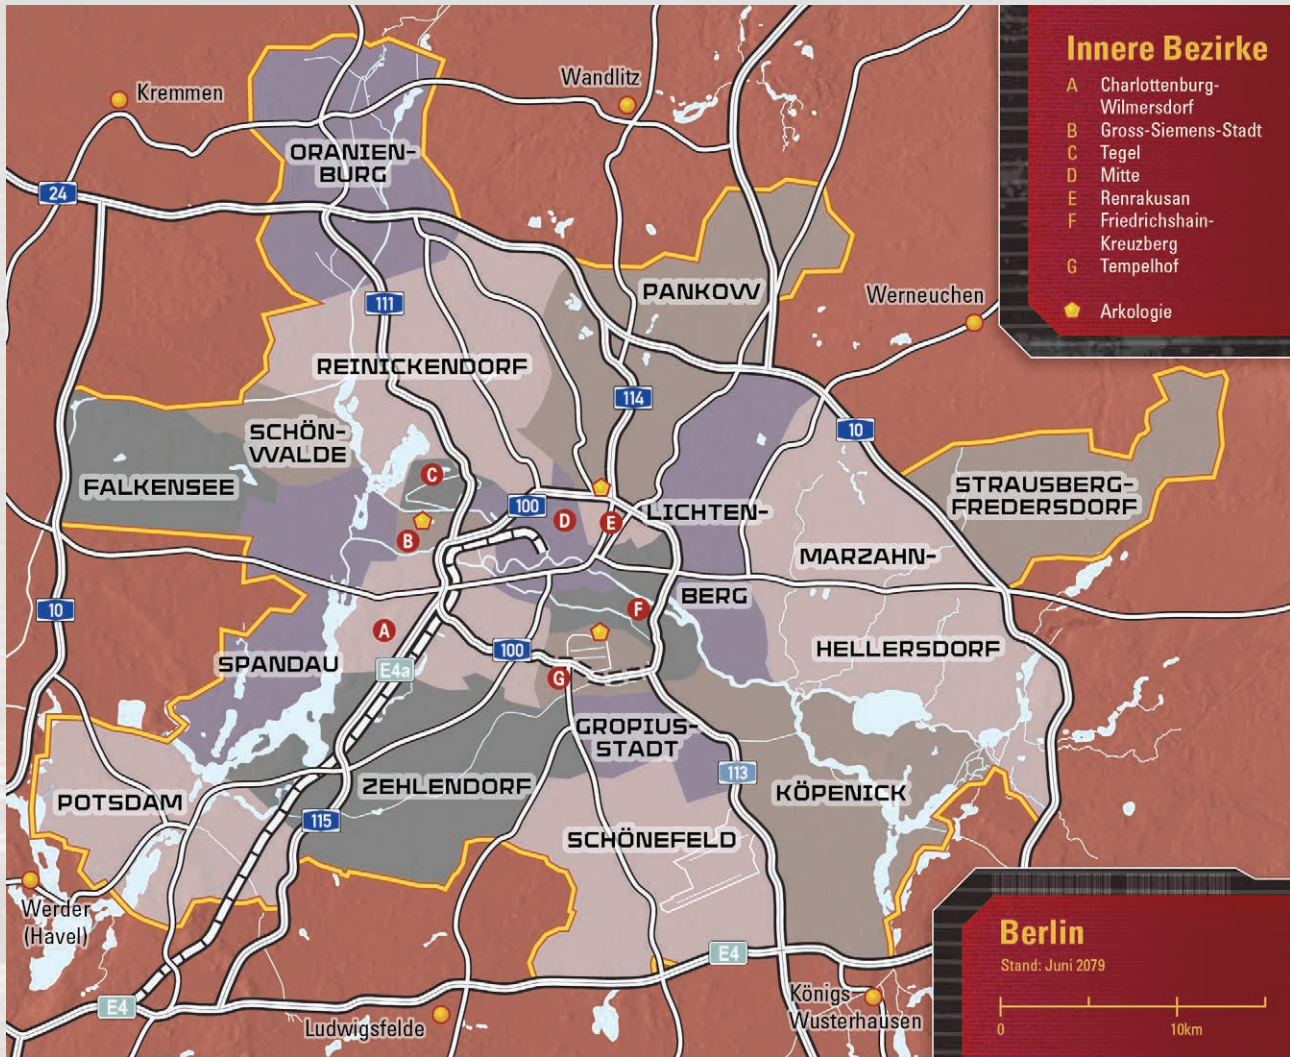 Innere Bezirke
A Charlottenburg-
Wilmersdorf
B Gross-Siemens-Stadt
C Tegel
D Mitte
E Renrakusan
F Friedrichshain-
Kreuzberg
G Tempelhof
Arkologie
Kremmen
Wandlitz
ORANIEN-
BURG
24
PANKOW
Werneuchen
111
REINICKENDORF
114
10
SCHÖN-
WALDE
FALKENSEE
STRAUSBERG-
FREDERSDORF
C
100
D
E
LICHTEN-
B
MARZAHN-
BERG
10
F
A
100
HELLERSDORF
SPANDAU
E4a
G
GROPIUS-
STADT
113
ZEHLENDORF
KÖPENICK
POTSDAM
115
SCHÖNEFELD
Werder
(Havel)
E4
E4
Ludwigsfelde
Königs-
Wusterhausen
Berlin
Stand: Juni 2079
0 10km